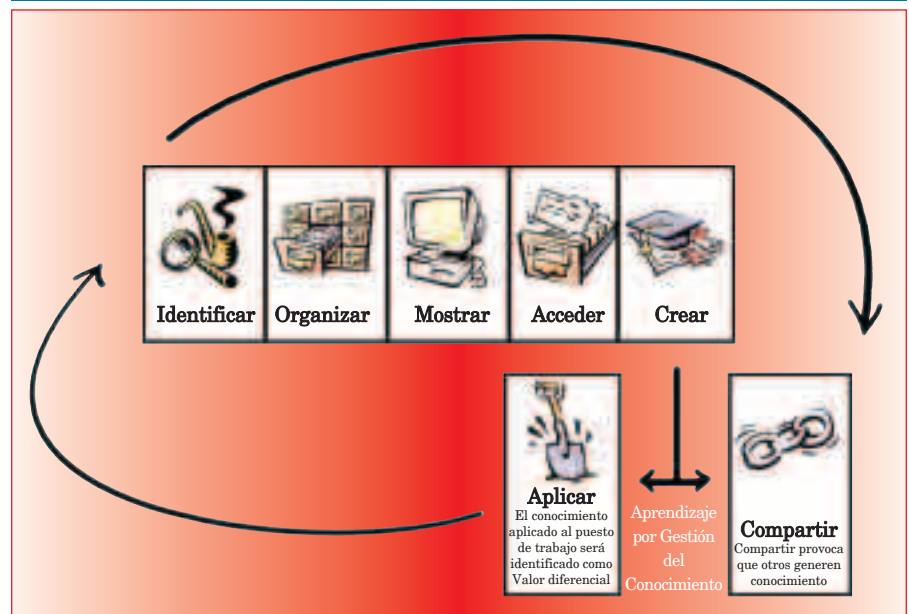 Identificar
Organizar
Mostrar
Acceder
Crear
Aplicar
El conocimiento
aplicado al puesto
de trabajo será
identificado como
Valor diferencial
Aprendizaje
por Gestión
del
Conocimiento
Compartir
Compartir provoca
que otros generen
conocimiento